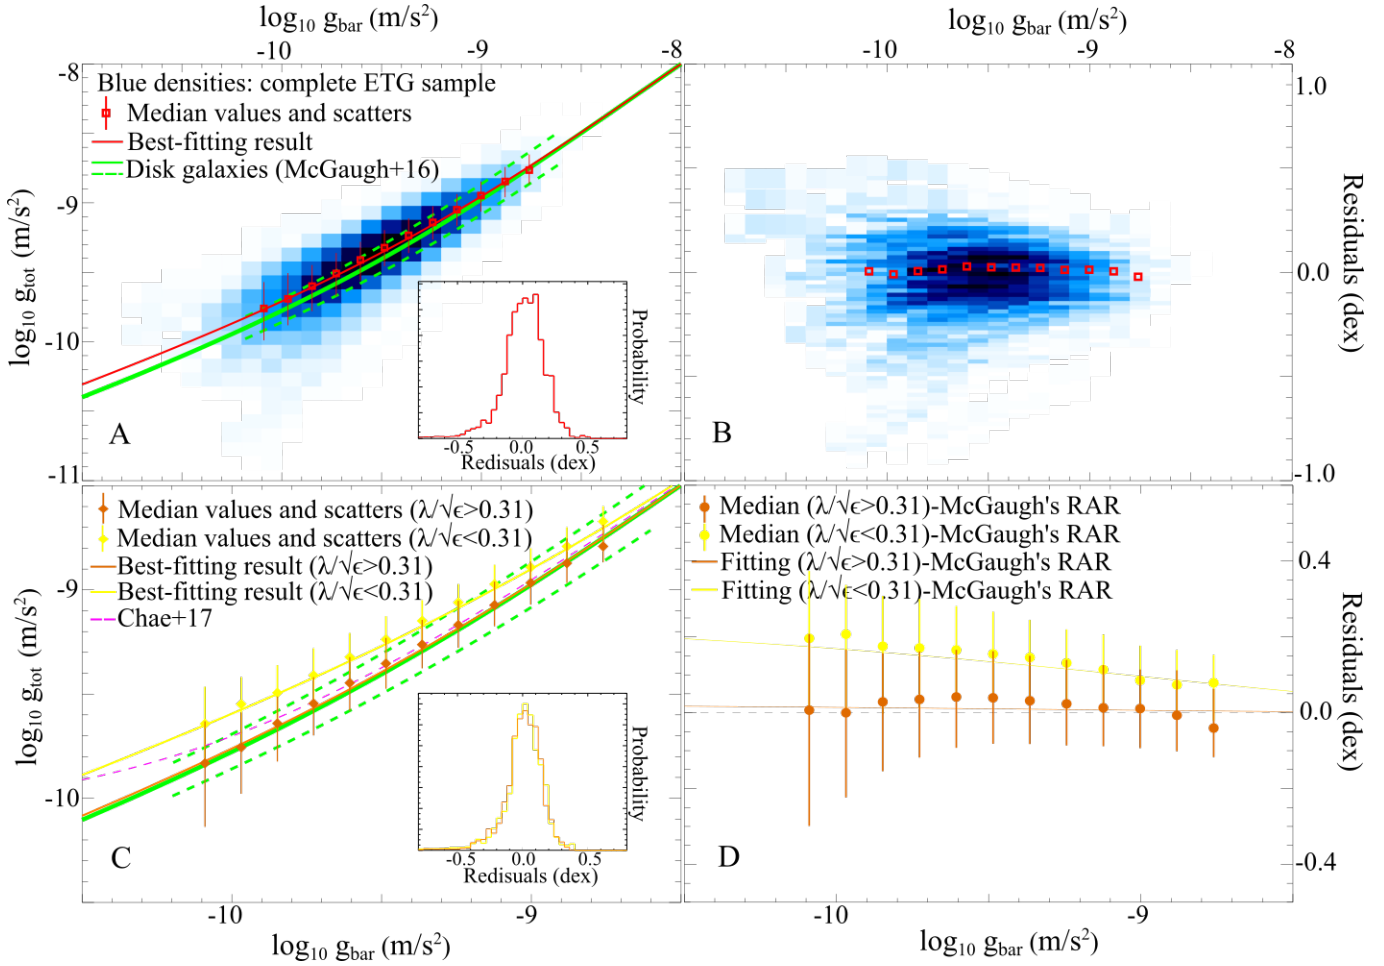 log₁₀ g_bar (m/s²)
-10 -9 -8
log₁₀ g_bar (m/s²)
-10 -9 -8
-8
-9
-10
-11
log₁₀ g_tot (m/s²)
Blue densities: complete ETG sample
Median values and scatters
Best-fitting result
Disk galaxies (McGaugh+16)
A
Probability
-0.5 0.0 0.5
Redisuals (dex)
B
1.0
0.0
-1.0
Residuals (dex)
-9
-10
log₁₀ g_tot (m/s²)
Median values and scatters (λ/√ϵ>0.31)
Median values and scatters (λ/√ϵ<0.31)
Best-fitting result (λ/√ϵ>0.31)
Best-fitting result (λ/√ϵ<0.31)
Chae+17
C
Probability
-0.5 0.0 0.5
Redisuals (dex)
-10 -9
log₁₀ g_bar (m/s²)
Median (λ/√ϵ>0.31)-McGaugh's RAR
Median (λ/√ϵ<0.31)-McGaugh's RAR
Fitting (λ/√ϵ>0.31)-McGaugh's RAR
Fitting (λ/√ϵ<0.31)-McGaugh's RAR
D
0.4
0.0
-0.4
Residuals (dex)
-10 -9
log₁₀ g_bar (m/s²)